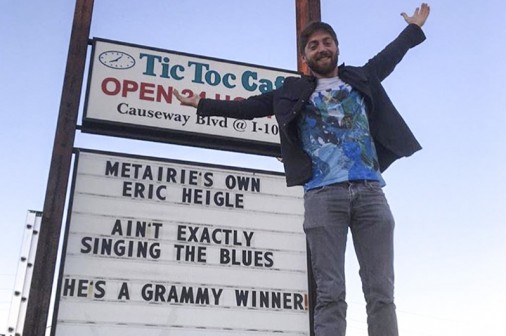 Tic Toc Caf
OPEN 24 HO
Causeway Blvd @ I-10
METAIRIE'S OWN
ERIC HEIGLE
AIN'T EXACTLY
SINGING THE BLUES
HE'S A GRAMMY WINNER!